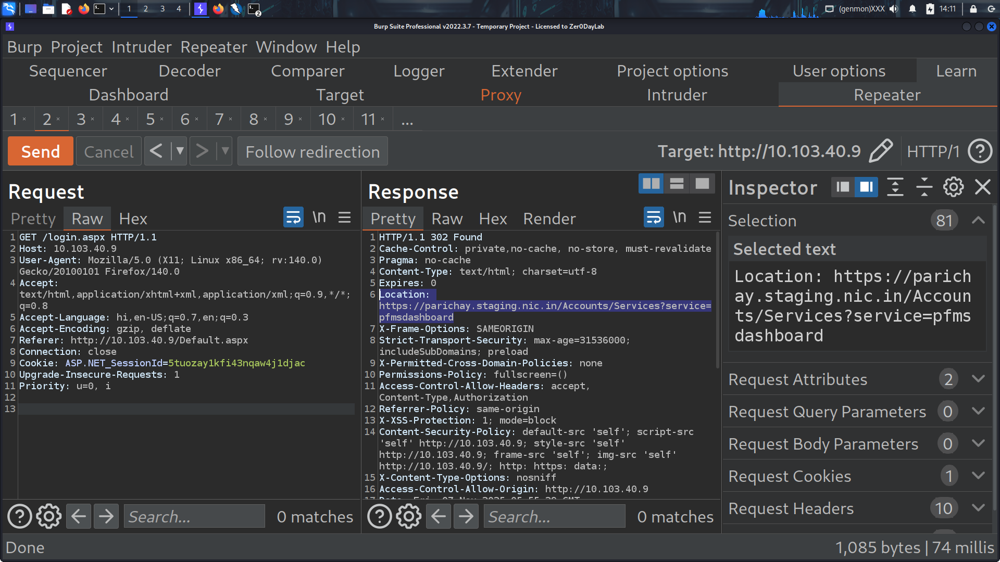 1 2 3 4 2 (genmon)XXX 14:11
Burp Suite Professional v2022.3.7 - Temporary Project - Licensed to Zer0DayLab
Burp Project Intruder Repeater Window Help
Sequencer Decoder Comparer Logger Extender Project options User options Learn
Dashboard Target Proxy Intruder Repeater
1 × 2 × 3 × 4 × 5 × 6 × 7 × 8 × 9 × 10 × 11 × ...
Send Cancel < > Follow redirection Target: http://10.103.40.9 HTTP/1 ?
Request
Pretty Raw Hex \n
1 GET /login.aspx HTTP/1.1
2 Host: 10.103.40.9
3 User-Agent: Mozilla/5.0 (X11; Linux x86_64; rv:140.0)
Gecko/20100101 Firefox/140.0
4 Accept:
text/html,application/xhtml+xml,application/xml;q=0.9,*/*;
q=0.8
5 Accept-Language: hi,en-US;q=0.7,en;q=0.3
6 Accept-Encoding: gzip, deflate
7 Referer: http://10.103.40.9/Default.aspx
8 Connection: close
9 Cookie: ASP.NET_SessionId=5tuozay1kfi43nqaw4j1djac
10 Upgrade-Insecure-Requests: 1
11 Priority: u=0, i
12
13
Search... 0 matches
Response
Pretty Raw Hex Render \n
1 HTTP/1.1 302 Found
2 Cache-Control: private,no-cache, no-store, must-revalidate
3 Pragma: no-cache
4 Content-Type: text/html; charset=utf-8
5 Expires: 0
6 Location:
https://parichay.staging.nic.in/Accounts/Services?service=
pfmsdashboard
7 X-Frame-Options: SAMEORIGIN
8 Strict-Transport-Security: max-age=31536000;
includeSubDomains; preload
9 X-Permitted-Cross-Domain-Policies: none
10 Permissions-Policy: fullscreen=()
11 Access-Control-Allow-Headers: accept,
Content-Type,Authorization
12 Referrer-Policy: same-origin
13 X-XSS-Protection: 1; mode=block
14 Content-Security-Policy: default-src 'self'; script-src
'self' http://10.103.40.9; style-src 'self'
http://10.103.40.9; frame-src 'self'; img-src 'self'
http://10.103.40.9/; http: https: data:;
15 X-Content-Type-Options: nosniff
16 Access-Control-Allow-Origin: http://10.103.40.9
Search... 0 matches
Inspector
Selection 81
Selected text
Location: https://parich
ay.staging.nic.in/Accoun
ts/Services?service=pfms
dashboard
Request Attributes 2
Request Query Parameters 0
Request Body Parameters 0
Request Cookies 1
Request Headers 10
Done 1,085 bytes | 74 millis